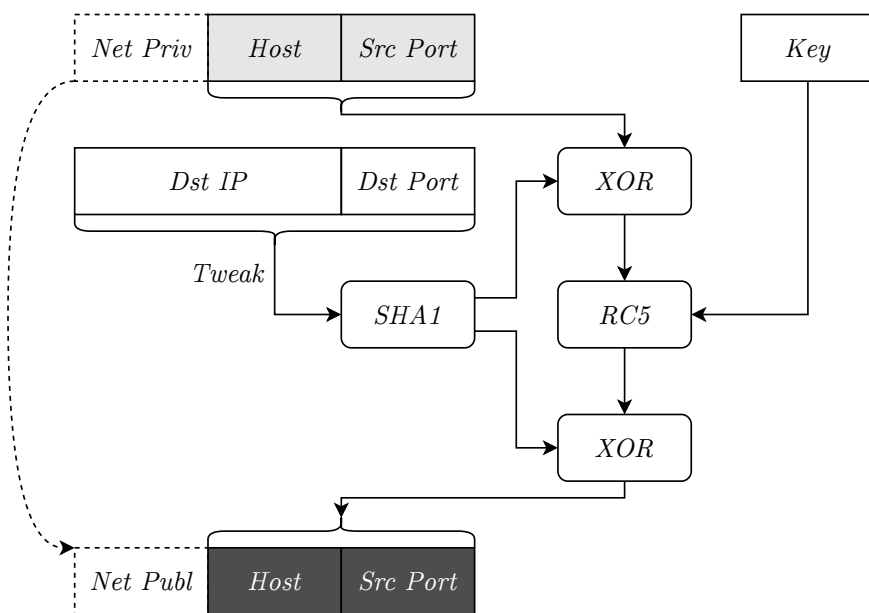 Net Priv Host Src Port Key
Dst IP Dst Port XOR
Tweak
SHA1 RC5
XOR
Net Publ Host Src Port